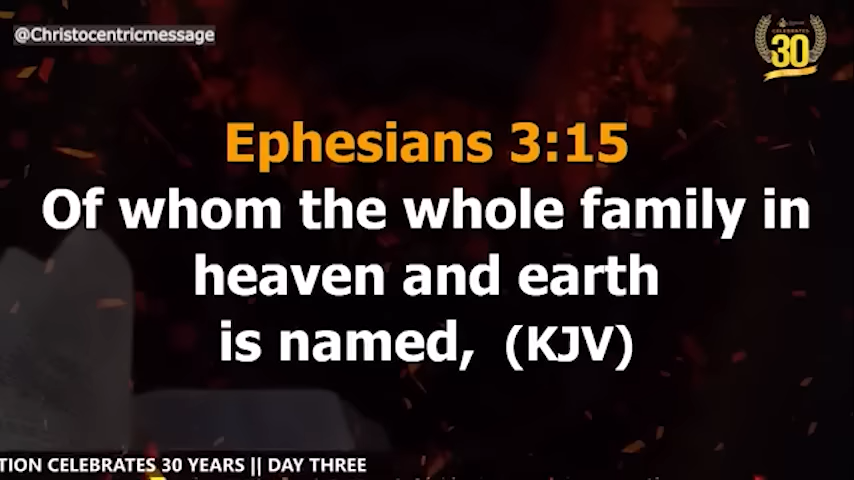 @Christocentricmessage
CELEBRATES
30
Ephesians 3:15
Of whom the whole family in
heaven and earth
is named, (KJV)
TION CELEBRATES 30 YEARS || DAY THREE